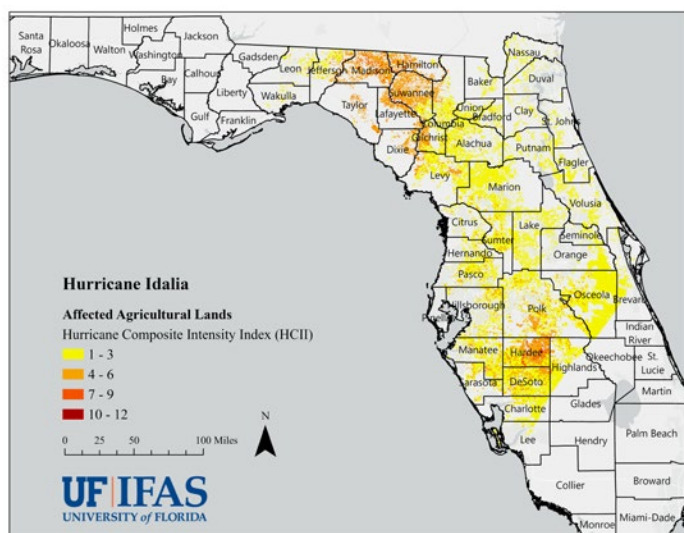 Holmes
Jackson
Santa
Rosa
Okaloosa
Walton
Washington
Gadsden
Nassau
Leon
Jefferson
Madison
Hamilton
Bay
Calhoun
Liberty
Baker
Duval
Wakulla
Suwannee
Gulf
Franklin
Taylor
Lafayette
Columbia
Union
Bradford
Clay
St. Johns
Gilchrist
Dixie
Alachua
Putnam
Flagler
Levy
Marion
Volusia
Citrus
Lake
Sumter
Seminole
Hernando
Orange
Pasco
Hurricane Idalia
Osceola
Brevard
Affected Agricultural Lands
Hillsborough
Polk
Pinellas
Hurricane Composite Intensity Index (HCII)
Indian
River
1 - 3
Manatee
Hardee
Okeechobee
St.
Lucie
4 - 6
Highlands
7 - 9
Sarasota
DeSoto
Martin
10 - 12
Charlotte
Glades
N
0 25 50 100 Miles
Lee
Hendry
Palm Beach
UF|IFAS
UNIVERSITY of FLORIDA
Collier
Broward
Monroe
Miami-Dade